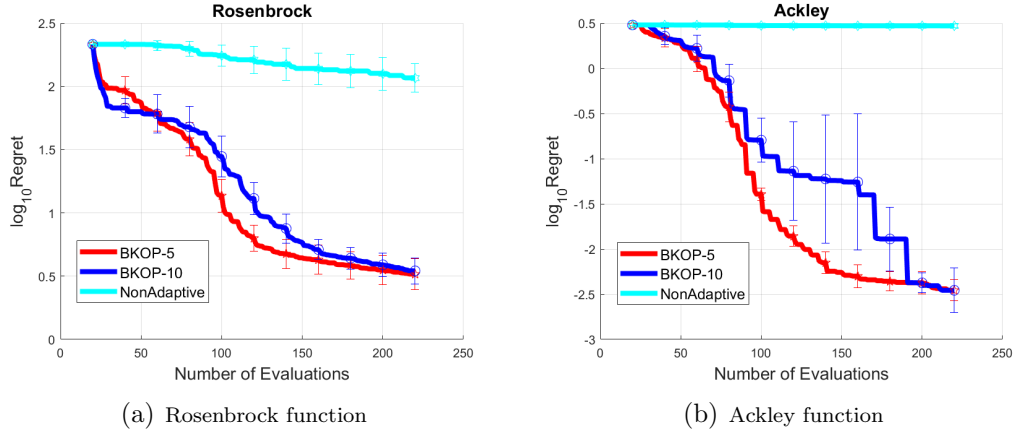 Rosenbrock
2.5
2
1.5
1
0.5
0
log10Regret
BKOP-5
BKOP-10
NonAdaptive
0 50 100 150 200 250
Number of Evaluations
(a) Rosenbrock function
Ackley
0.5
0
-0.5
-1
-1.5
-2
-2.5
-3
log10Regret
BKOP-5
BKOP-10
NonAdaptive
0 50 100 150 200 250
Number of Evaluations
(b) Ackley function